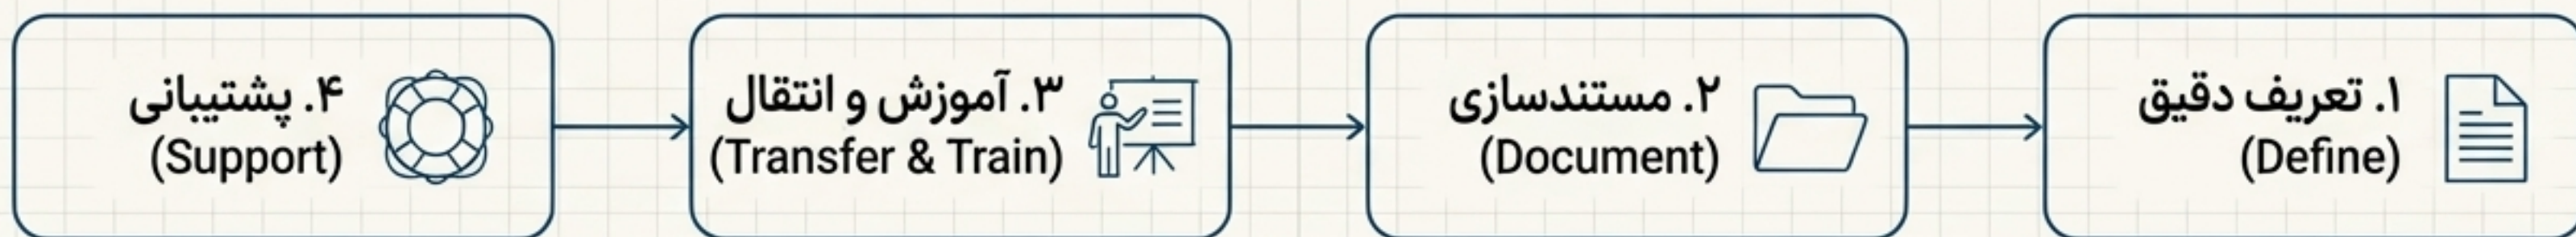 ۱. تعریف دقیق
(Define)
۲. مستندسازی
(Document)
۳. آموزش و انتقال
(Transfer & Train)
۴. پشتیبانی
(Support)